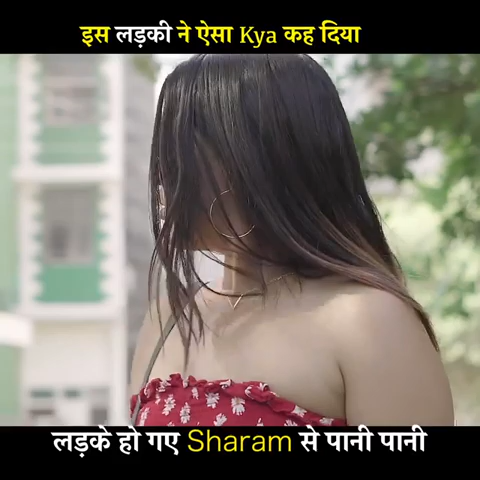 इस लड़की ने ऐसा Kya कह दिया
लड़के हो गए Sharam से पानी पानी